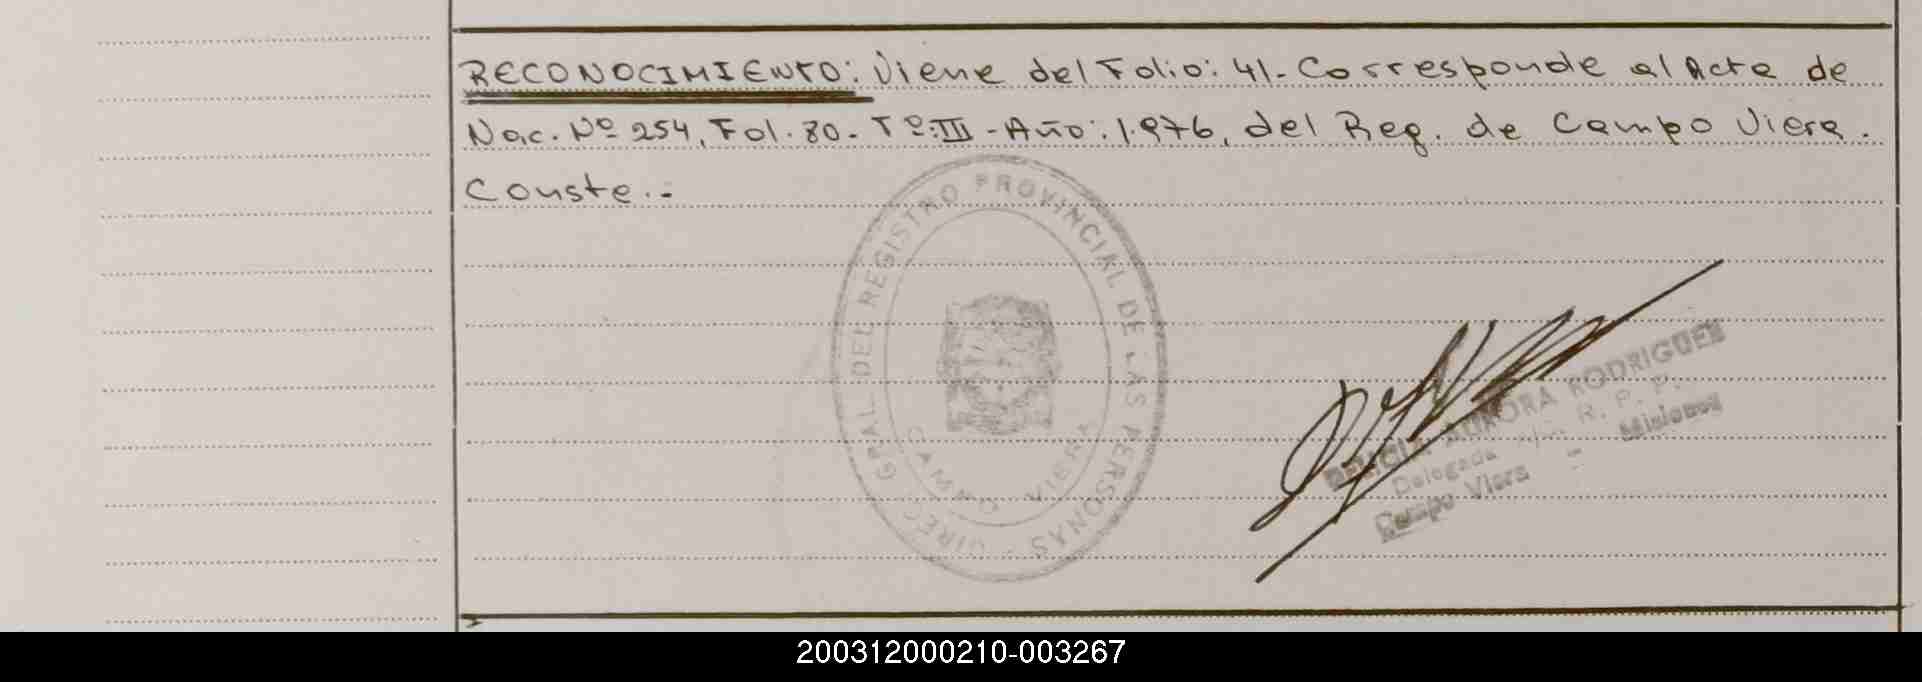 RECONOCIMIENTO: Viene del Folio: 41.- Corresponde al Acta de
Nac. Nº 254, Fol. 80.- Tº: III - Año: 1.976, del Reg. de Campo Viera.
Conste.-
DIREC. GRAL. DEL REGISTRO PROVINCIAL DE LAS PERSONAS
CAMPO VIERA
AURORA RODRIGUEZ
Delegada R. P. P.
Campo Viera - Misiones
200312000210-003267